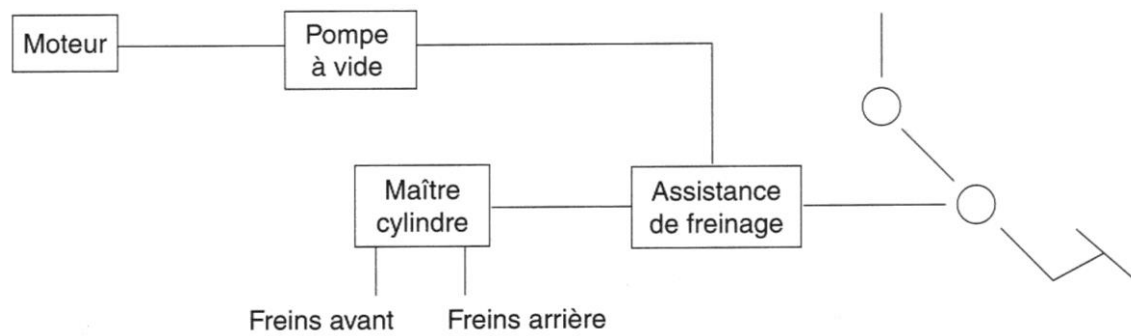 Moteur
Pompe
à vide
Maître
cylindre
Assistance
de freinage
Freins avant
Freins arrière